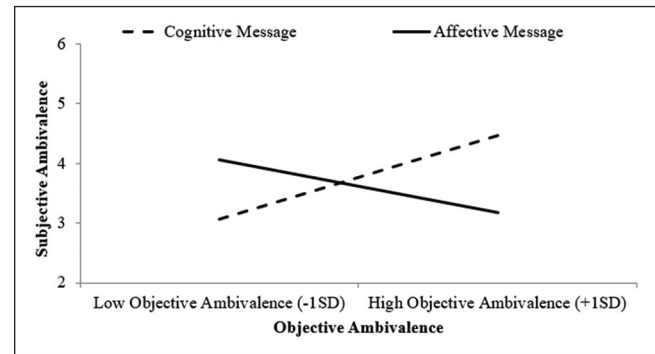 Cognitive Message Affective Message
6
5
4
3
2
Subjective Ambivalence
Low Objective Ambivalence (-1SD) High Objective Ambivalence (+1SD)
Objective Ambivalence